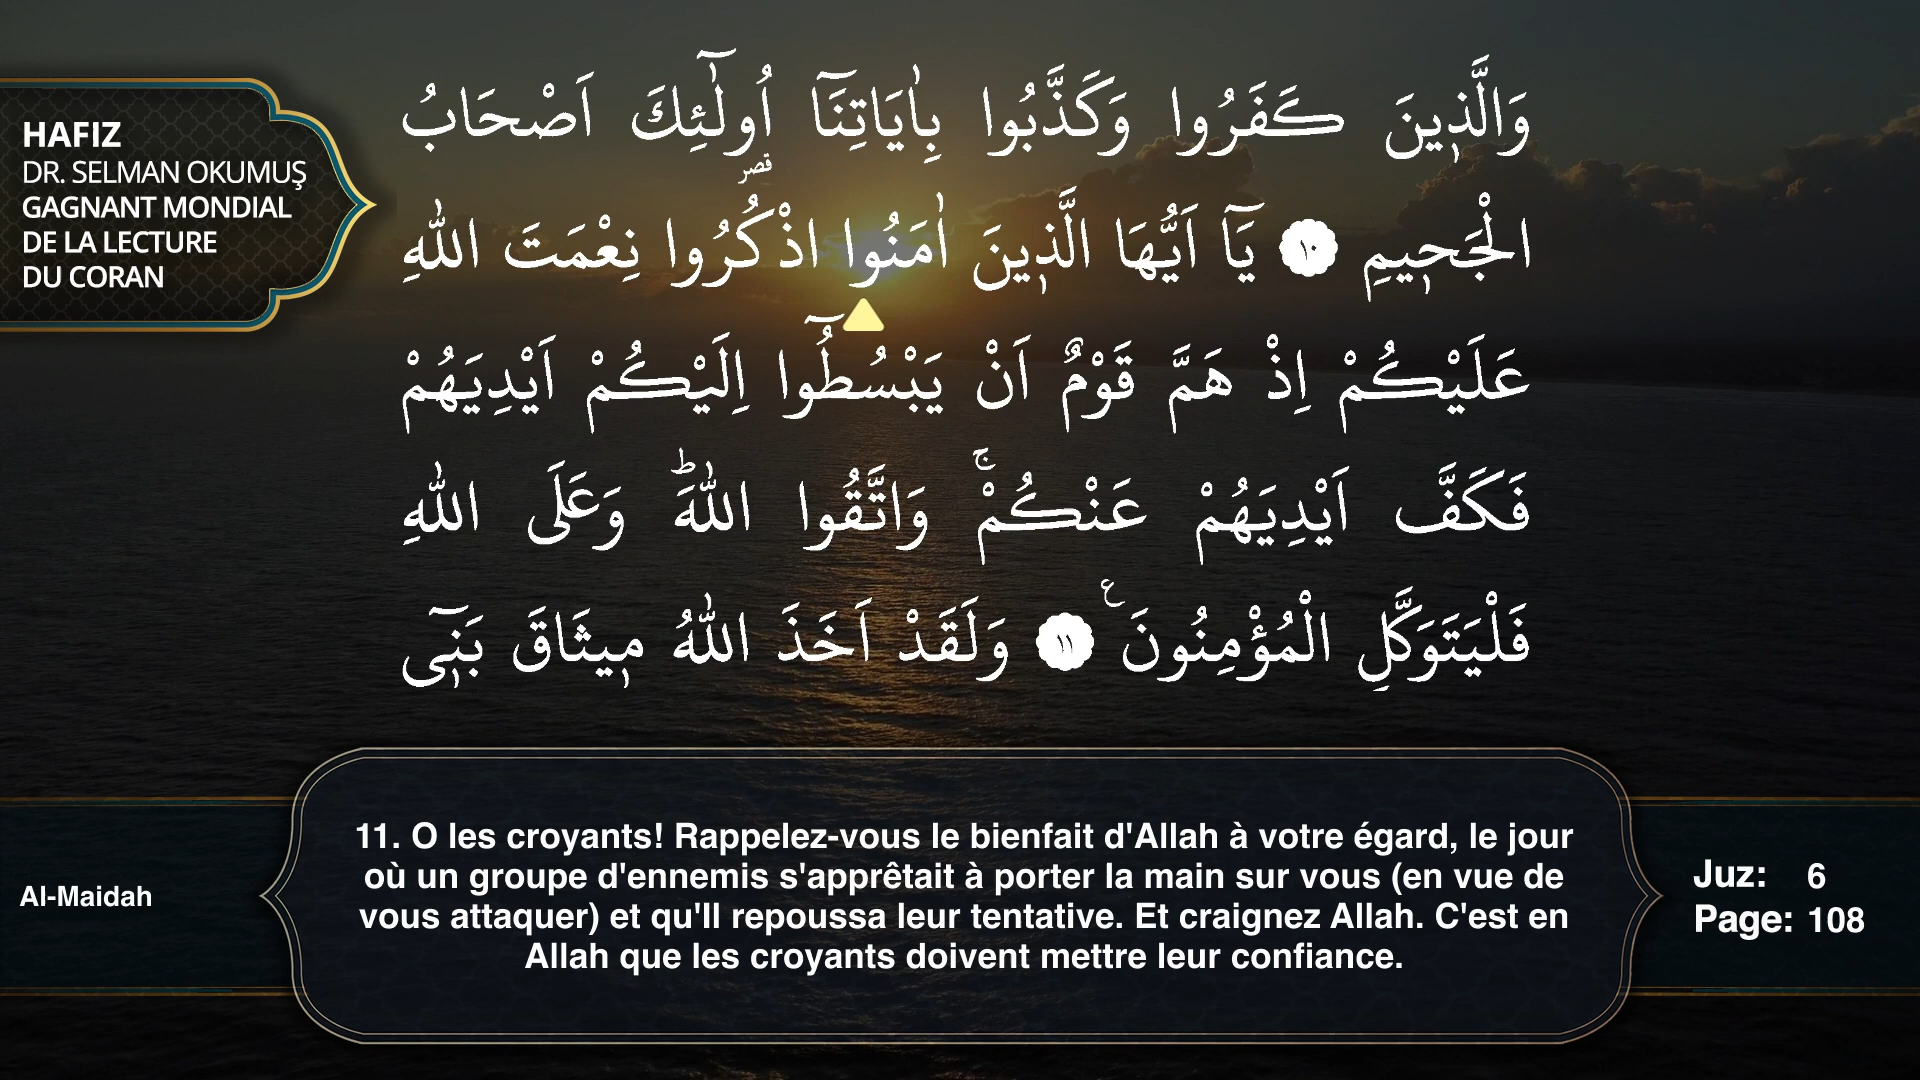 HAFIZ
DR. SELMAN OKUMUŞ
GAGNANT MONDIAL
DE LA LECTURE
DU CORAN
وَالَّذ۪ينَ كَفَرُوا وَكَذَّبُوا بِاٰيَاتِنَٓا اُو۬لٰٓئِكَ اَصْحَابُ
الْجَح۪يمِ ﴿١٠﴾ يَٓا اَيُّهَا الَّذ۪ينَ اٰمَنُوا اذْكُرُوا نِعْمَتَ اللّٰهِ
عَلَيْكُمْ اِذْ هَمَّ قَوْمٌ اَنْ يَبْسُطُٓوا اِلَيْكُمْ اَيْدِيَهُمْ
فَكَفَّ اَيْدِيَهُمْ عَنْكُمْۚ وَاتَّقُوا اللّٰهَۜ وَعَلَى اللّٰهِ
فَلْيَتَوَكَّلِ الْمُؤْمِنُونَ۟ ﴿١١﴾ وَلَقَدْ اَخَذَ اللّٰهُ م۪يثَاقَ بَن۪ٓي
11. O les croyants! Rappelez-vous le bienfait d'Allah à votre égard, le jour
où un groupe d'ennemis s'apprêtait à porter la main sur vous (en vue de
vous attaquer) et qu'Il repoussa leur tentative. Et craignez Allah. C'est en
Allah que les croyants doivent mettre leur confiance.
Al-Maidah
Juz: 6
Page: 108